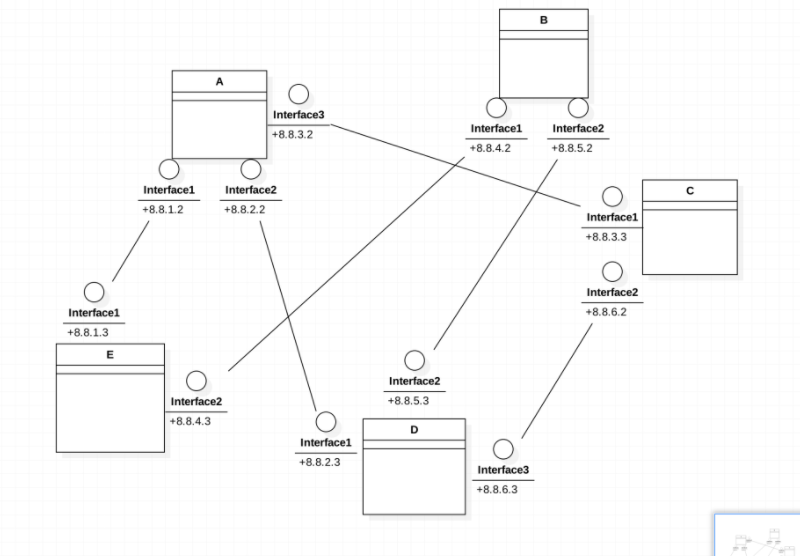 B
A
Interface3
+8.8.3.2
Interface1
+8.8.4.2
Interface2
+8.8.5.2
Interface1
+8.8.1.2
Interface2
+8.8.2.2
C
Interface1
+8.8.3.3
Interface2
+8.8.6.2
Interface1
+8.8.1.3
E
Interface2
+8.8.4.3
Interface2
+8.8.5.3
D
Interface1
+8.8.2.3
Interface3
+8.8.6.3